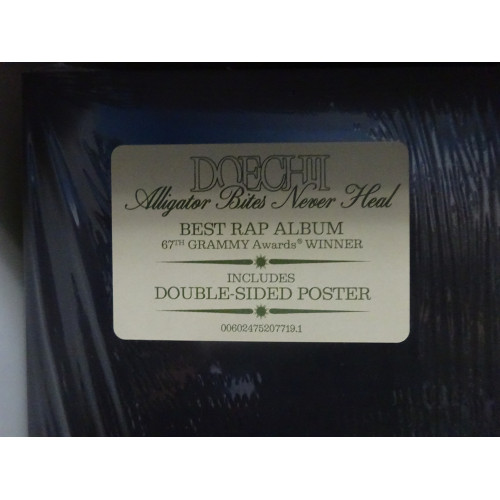 DOECHII
Alligator Bites Never Heal
BEST RAP ALBUM
67TH GRAMMY Awards® WINNER
INCLUDES
DOUBLE-SIDED POSTER
00602475207719.1